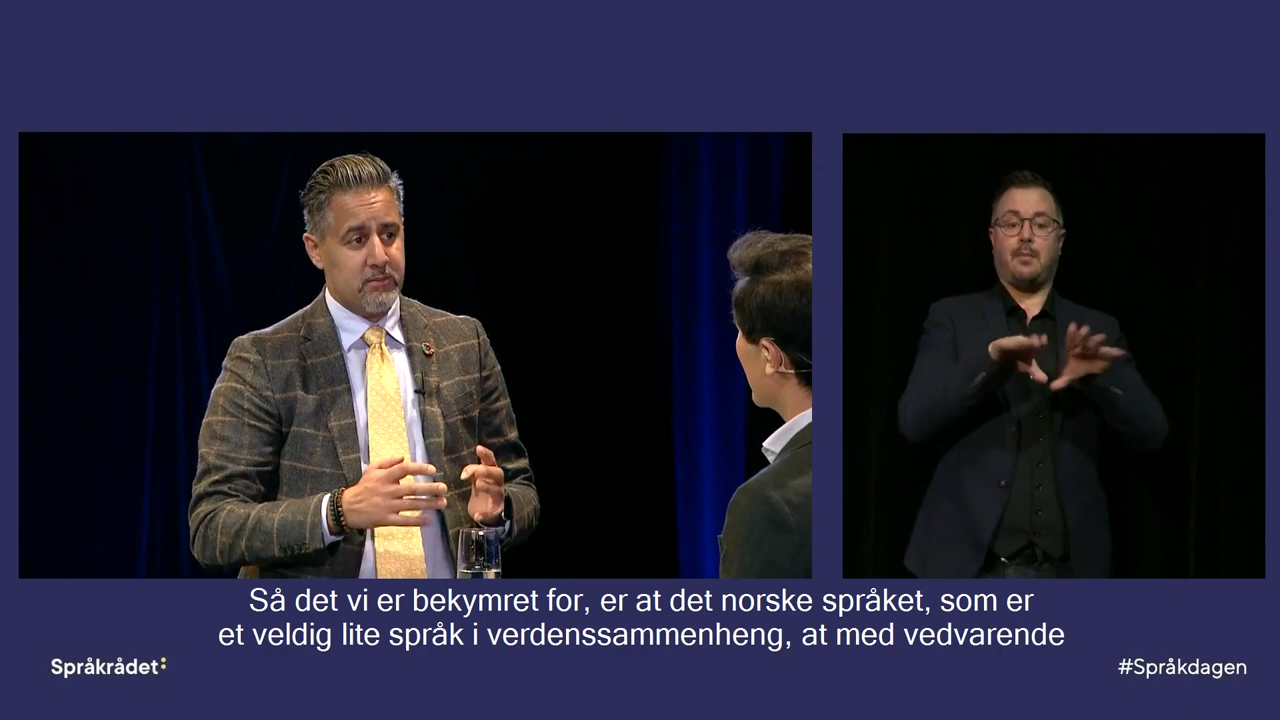 Så det vi er bekymret for, er at det norske språket, som er
et veldig lite språk i verdenssammenheng, at med vedvarende
Språkrådet:
#Språkdagen